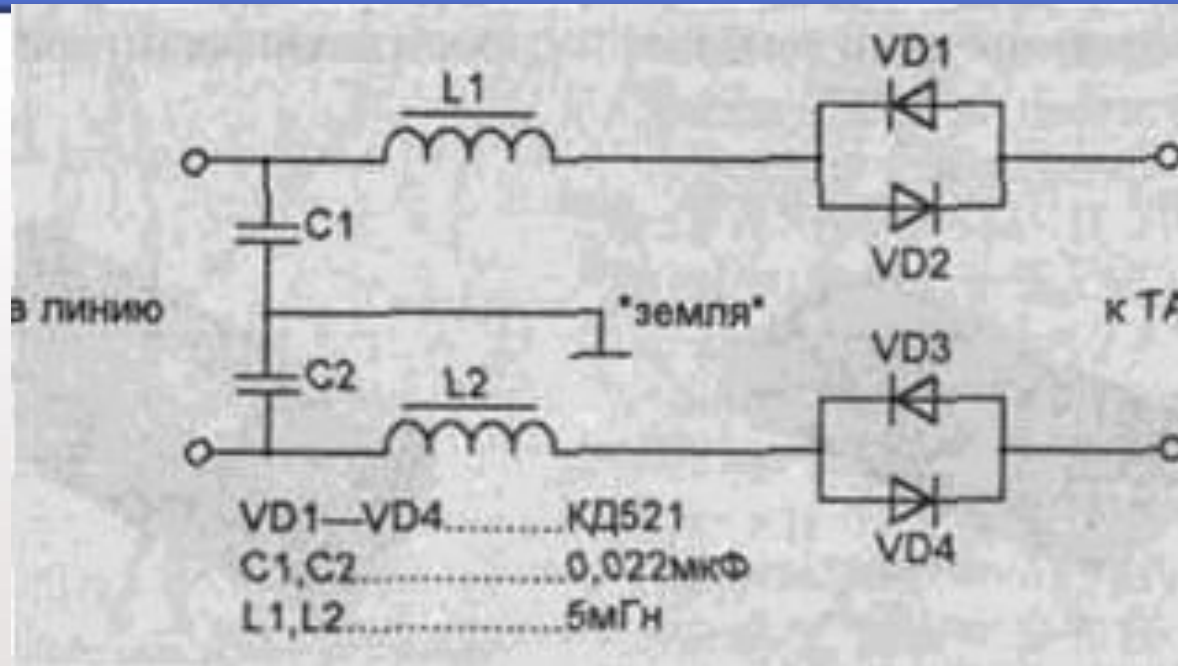 VD1
L1
C1
VD2
в линию
"земля"
к ТА
VD3
C2
L2
VD4
VD1—VD4..........КД521
C1,C2..................0,022мкФ
L1,L2...................5мГн